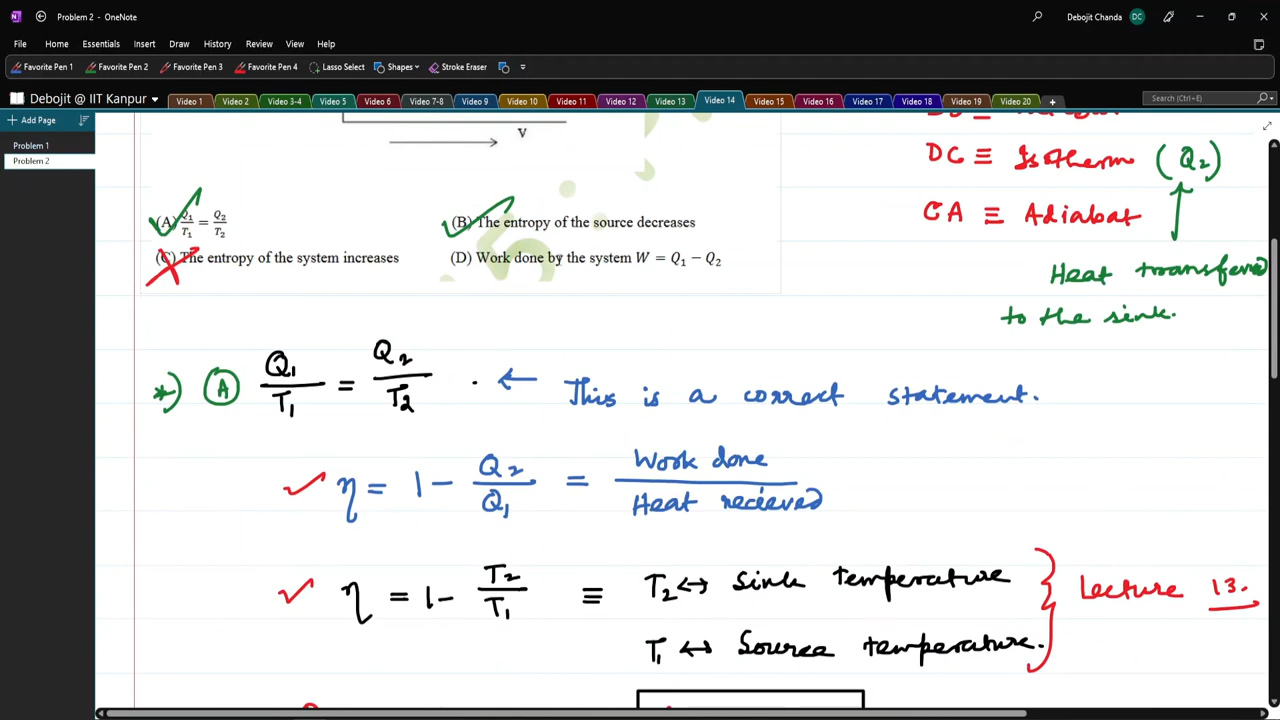 Problem 2 - OneNote
Debojit Chanda DC
File Home Essentials Insert Draw History Review View Help
Favorite Pen 1 Favorite Pen 2 Favorite Pen 3 Favorite Pen 4 Lasso Select Shapes Stroke Eraser
Debojit @ IIT Kanpur Video 1 Video 2 Video 3-4 Video 5 Video 6 Video 7-8 Video 9 Video 10 Video 11 Video 12 Video 13 Video 14 Video 15 Video 16 Video 17 Video 18 Video 19 Video 20 + Search (Ctrl+E)
Add Page
Problem 1
Problem 2
V
DC ≡ Isotherm (Q₂)
CA ≡ Adiabat
Heat transfered
to the sink.
(A) Q₁/T₁ = Q₂/T₂ (B) The entropy of the source decreases
(C) The entropy of the system increases (D) Work done by the system W = Q₁ − Q₂
*) (A) Q₁/T₁ = Q₂/T₂ . ← This is a correct statement.
✓ η = 1 − Q₂/Q₁ = Work done / Heat recieved
✓ η = 1 − T₂/T₁ ≡ T₂ ↔ Sink temperature
T₁ ↔ Source temperature.
Lecture 13.